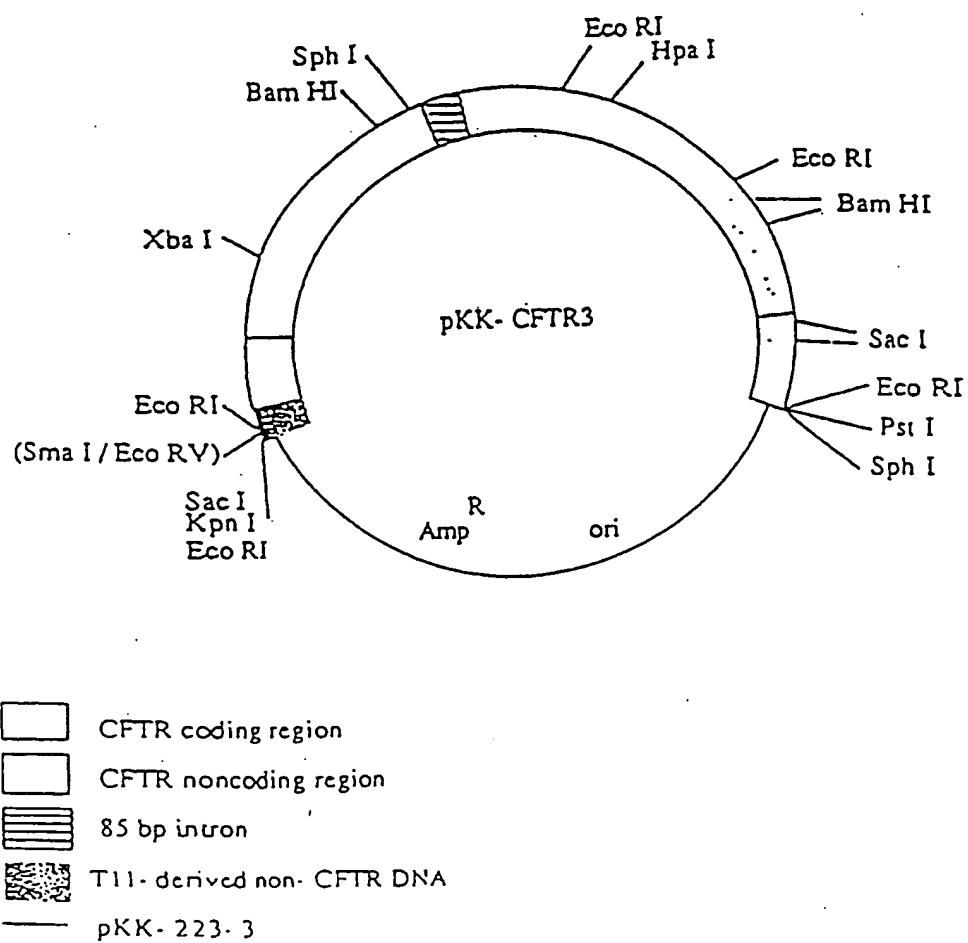 Eco RI
Hpa I
Sph I
Bam HI
Eco RI
Bam HI
Xba I
pKK- CFTR3
Sac I
Eco RI
Eco RI
Pst I
(Sma I / Eco RV)
Sph I
Sac I
Kpn I
Eco RI
Amp R
ori
CFTR coding region
CFTR noncoding region
85 bp intron
T11- derived non- CFTR DNA
pKK- 223- 3